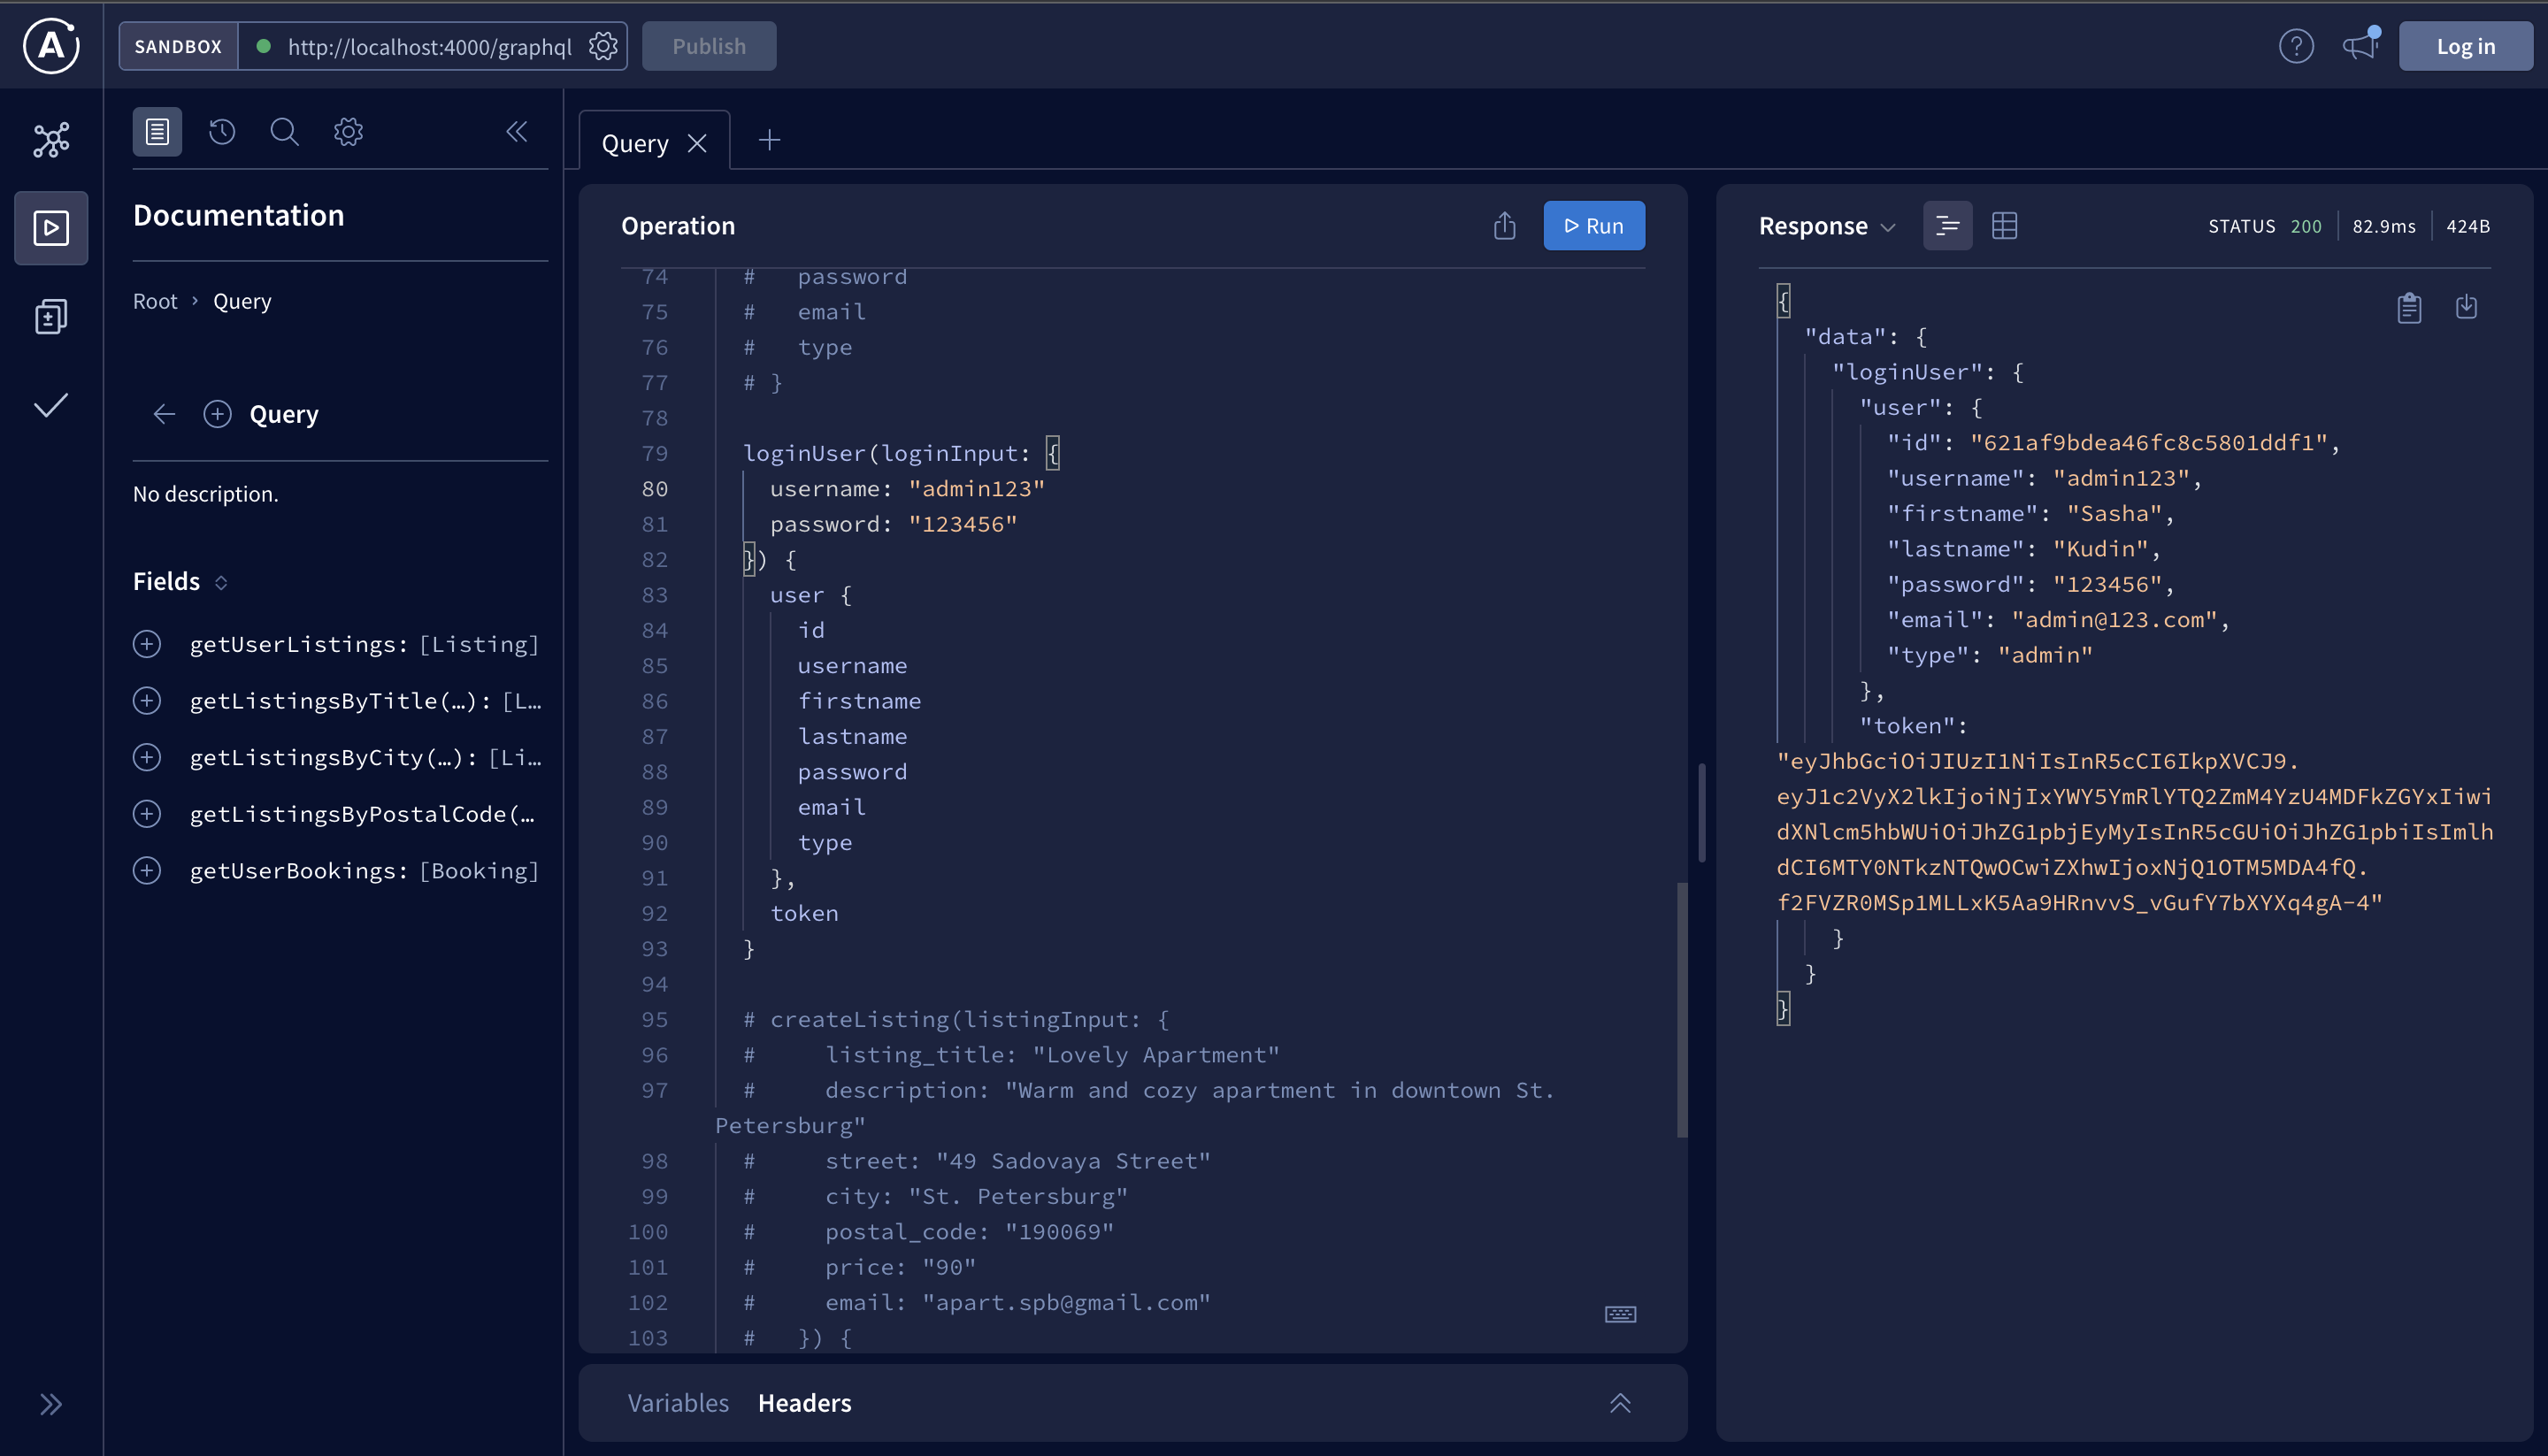 SANDBOX
http://localhost:4000/graphql
Publish
Log in
Documentation
Root › Query
Query
No description.
Fields
getUserListings: [Listing]
getListingsByTitle(…): [L…
getListingsByCity(…): [Li…
getListingsByPostalCode(…
getUserBookings: [Booking]
Query
Operation
Run
74 #   password
75 #   email
76 #   type
77 # }
78
79 loginUser(loginInput: {
80   username: "admin123"
81   password: "123456"
82 }) {
83   user {
84     id
85     username
86     firstname
87     lastname
88     password
89     email
90     type
91   },
92   token
93 }
94
95 # createListing(listingInput: {
96 #     listing_title: "Lovely Apartment"
97 #     description: "Warm and cozy apartment in downtown St.
Petersburg"
98 #     street: "49 Sadovaya Street"
99 #     city: "St. Petersburg"
100 #     postal_code: "190069"
101 #     price: "90"
102 #     email: "apart.spb@gmail.com"
103 #   }) {
Variables Headers
Response
STATUS 200 82.9ms 424B
{
  "data": {
    "loginUser": {
      "user": {
        "id": "621af9bdea46fc8c5801ddf1",
        "username": "admin123",
        "firstname": "Sasha",
        "lastname": "Kudin",
        "password": "123456",
        "email": "admin@123.com",
        "type": "admin"
      },
      "token":
"eyJhbGciOiJIUzI1NiIsInR5cCI6IkpXVCJ9.
eyJ1c2VyX2lkIjoiNjIxYWY5YmRlYTQ2ZmM4YzU4MDFkZGYxIiwi
dXNlcm5hbWUiOiJhZG1pbjEyMyIsInR5cGUiOiJhZG1pbiIsImlh
dCI6MTY0NTkzNTQwOCwiZXhwIjoxNjQ1OTM5MDA4fQ.
f2FVZR0MSp1MLLxK5Aa9HRnvvS_vGufY7bXYXq4gA-4"
    }
  }
}